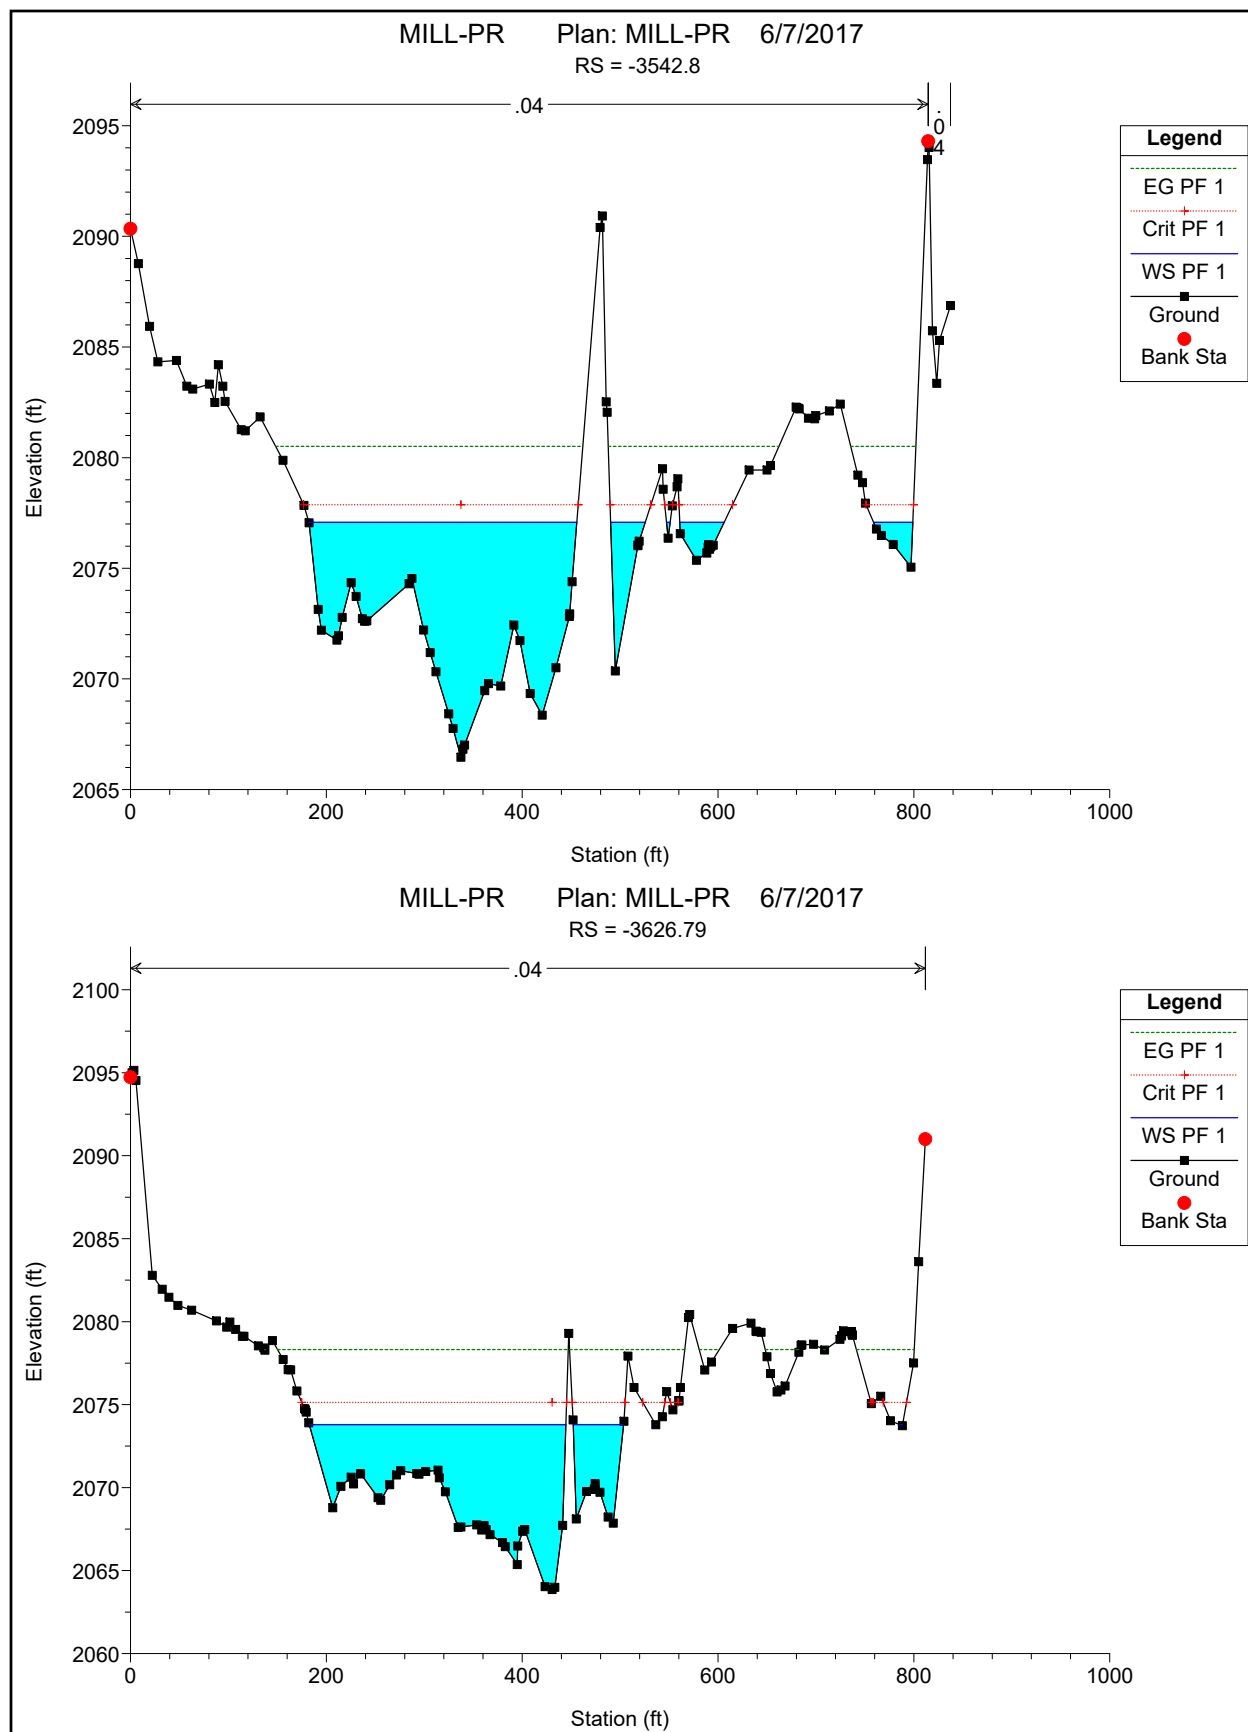 MILL-PR Plan: MILL-PR 6/7/2017
RS = -3542.8
.04
.04
2095
2090
2085
2080
2075
2070
2065
Elevation (ft)
0 200 400 600 800 1000
Station (ft)
Legend
EG PF 1
Crit PF 1
WS PF 1
Ground
Bank Sta
MILL-PR Plan: MILL-PR 6/7/2017
RS = -3626.79
.04
2100
2095
2090
2085
2080
2075
2070
2065
2060
Elevation (ft)
0 200 400 600 800 1000
Station (ft)
Legend
EG PF 1
Crit PF 1
WS PF 1
Ground
Bank Sta